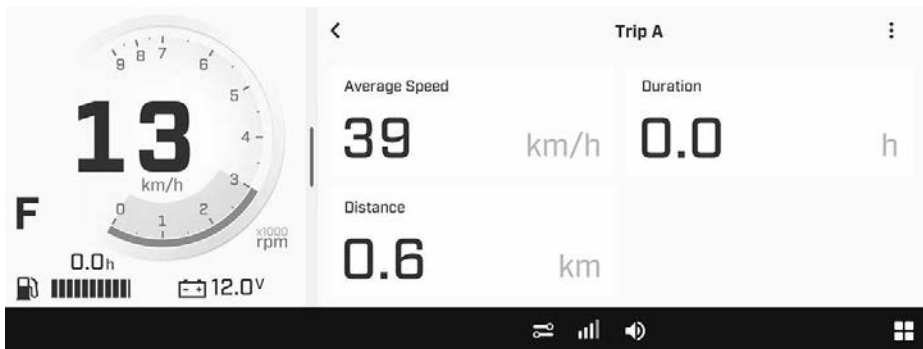 9 8 7 6 5 4 3 2 1 0
13
km/h
F
x1000
rpm
0.0h
12.0V
Trip A
Average Speed
39 km/h
Duration
0.0 h
Distance
0.6 km